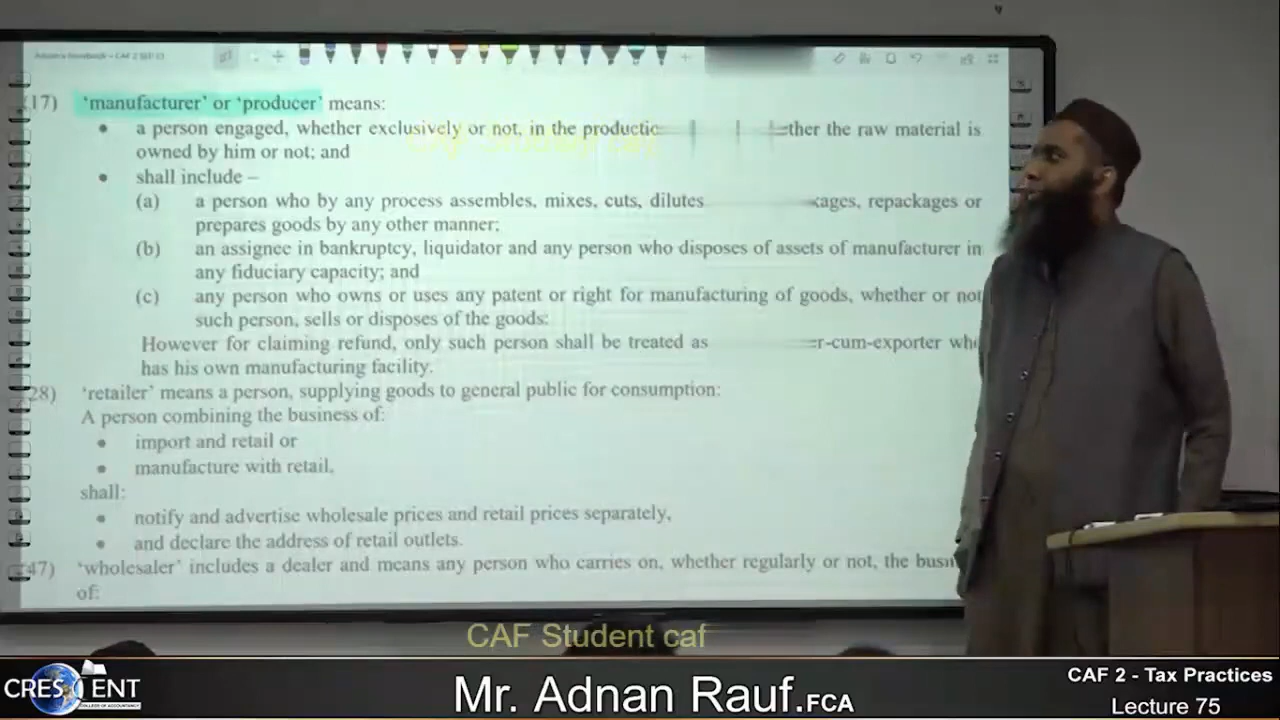 (17) 'manufacturer' or 'producer' means:
• a person engaged, whether exclusively or not, in the productic ther the raw material is
owned by him or not; and
• shall include –
(a) a person who by any process assembles, mixes, cuts, dilutes kages, repackages or
prepares goods by any other manner;
(b) an assignee in bankruptcy, liquidator and any person who disposes of assets of manufacturer in
any fiduciary capacity; and
(c) any person who owns or uses any patent or right for manufacturing of goods, whether or not
such person, sells or disposes of the goods:
However for claiming refund, only such person shall be treated as r-cum-exporter who
has his own manufacturing facility.
28) 'retailer' means a person, supplying goods to general public for consumption:
A person combining the business of:
• import and retail or
• manufacture with retail,
shall:
• notify and advertise wholesale prices and retail prices separately,
• and declare the address of retail outlets.
47) 'wholesaler' includes a dealer and means any person who carries on, whether regularly or not, the busin
of:
CAF Student caf
CAF Student caf
CRESCENT
COLLEGE OF ACCOUNTANCY
Mr. Adnan Rauf.FCA
CAF 2 - Tax Practices
Lecture 75